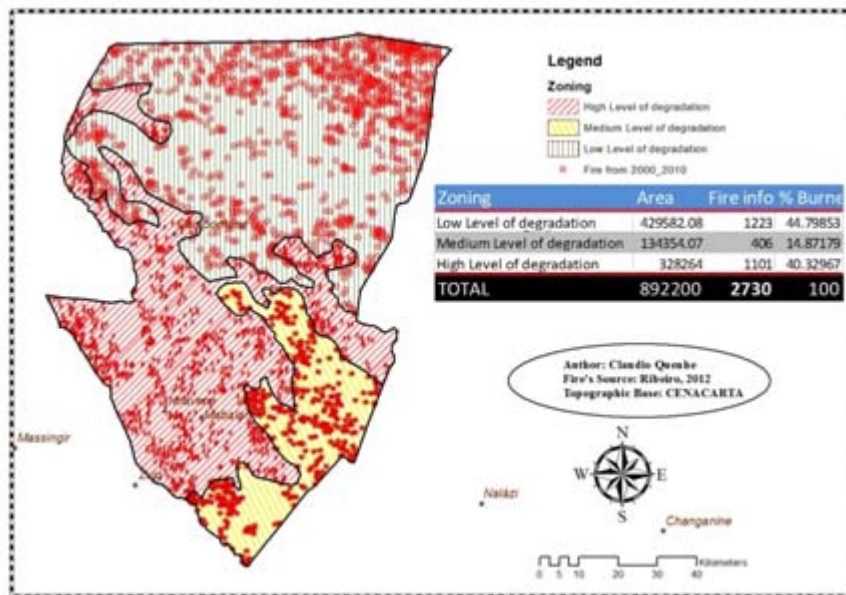 Legend
Zoning
High Level of degradation
Medium Level of degradation
Low Level of degradation
Fire from 2000_2010
Zoning Area Fire info % Burne
Low Level of degradation 429582.08 1223 44.79853
Medium Level of degradation 134354.07 406 14.87179
High Level of degradation 328264 1101 40.32967
TOTAL 892200 2730 100
Author: Claudio Quenhe
Fire's Source: Ribeiro, 2012
Topographic Base: CENACARTA
Massingir
N
W E
S
Nalázi
Changanine
Kilometers
0 5 10 20 30 40